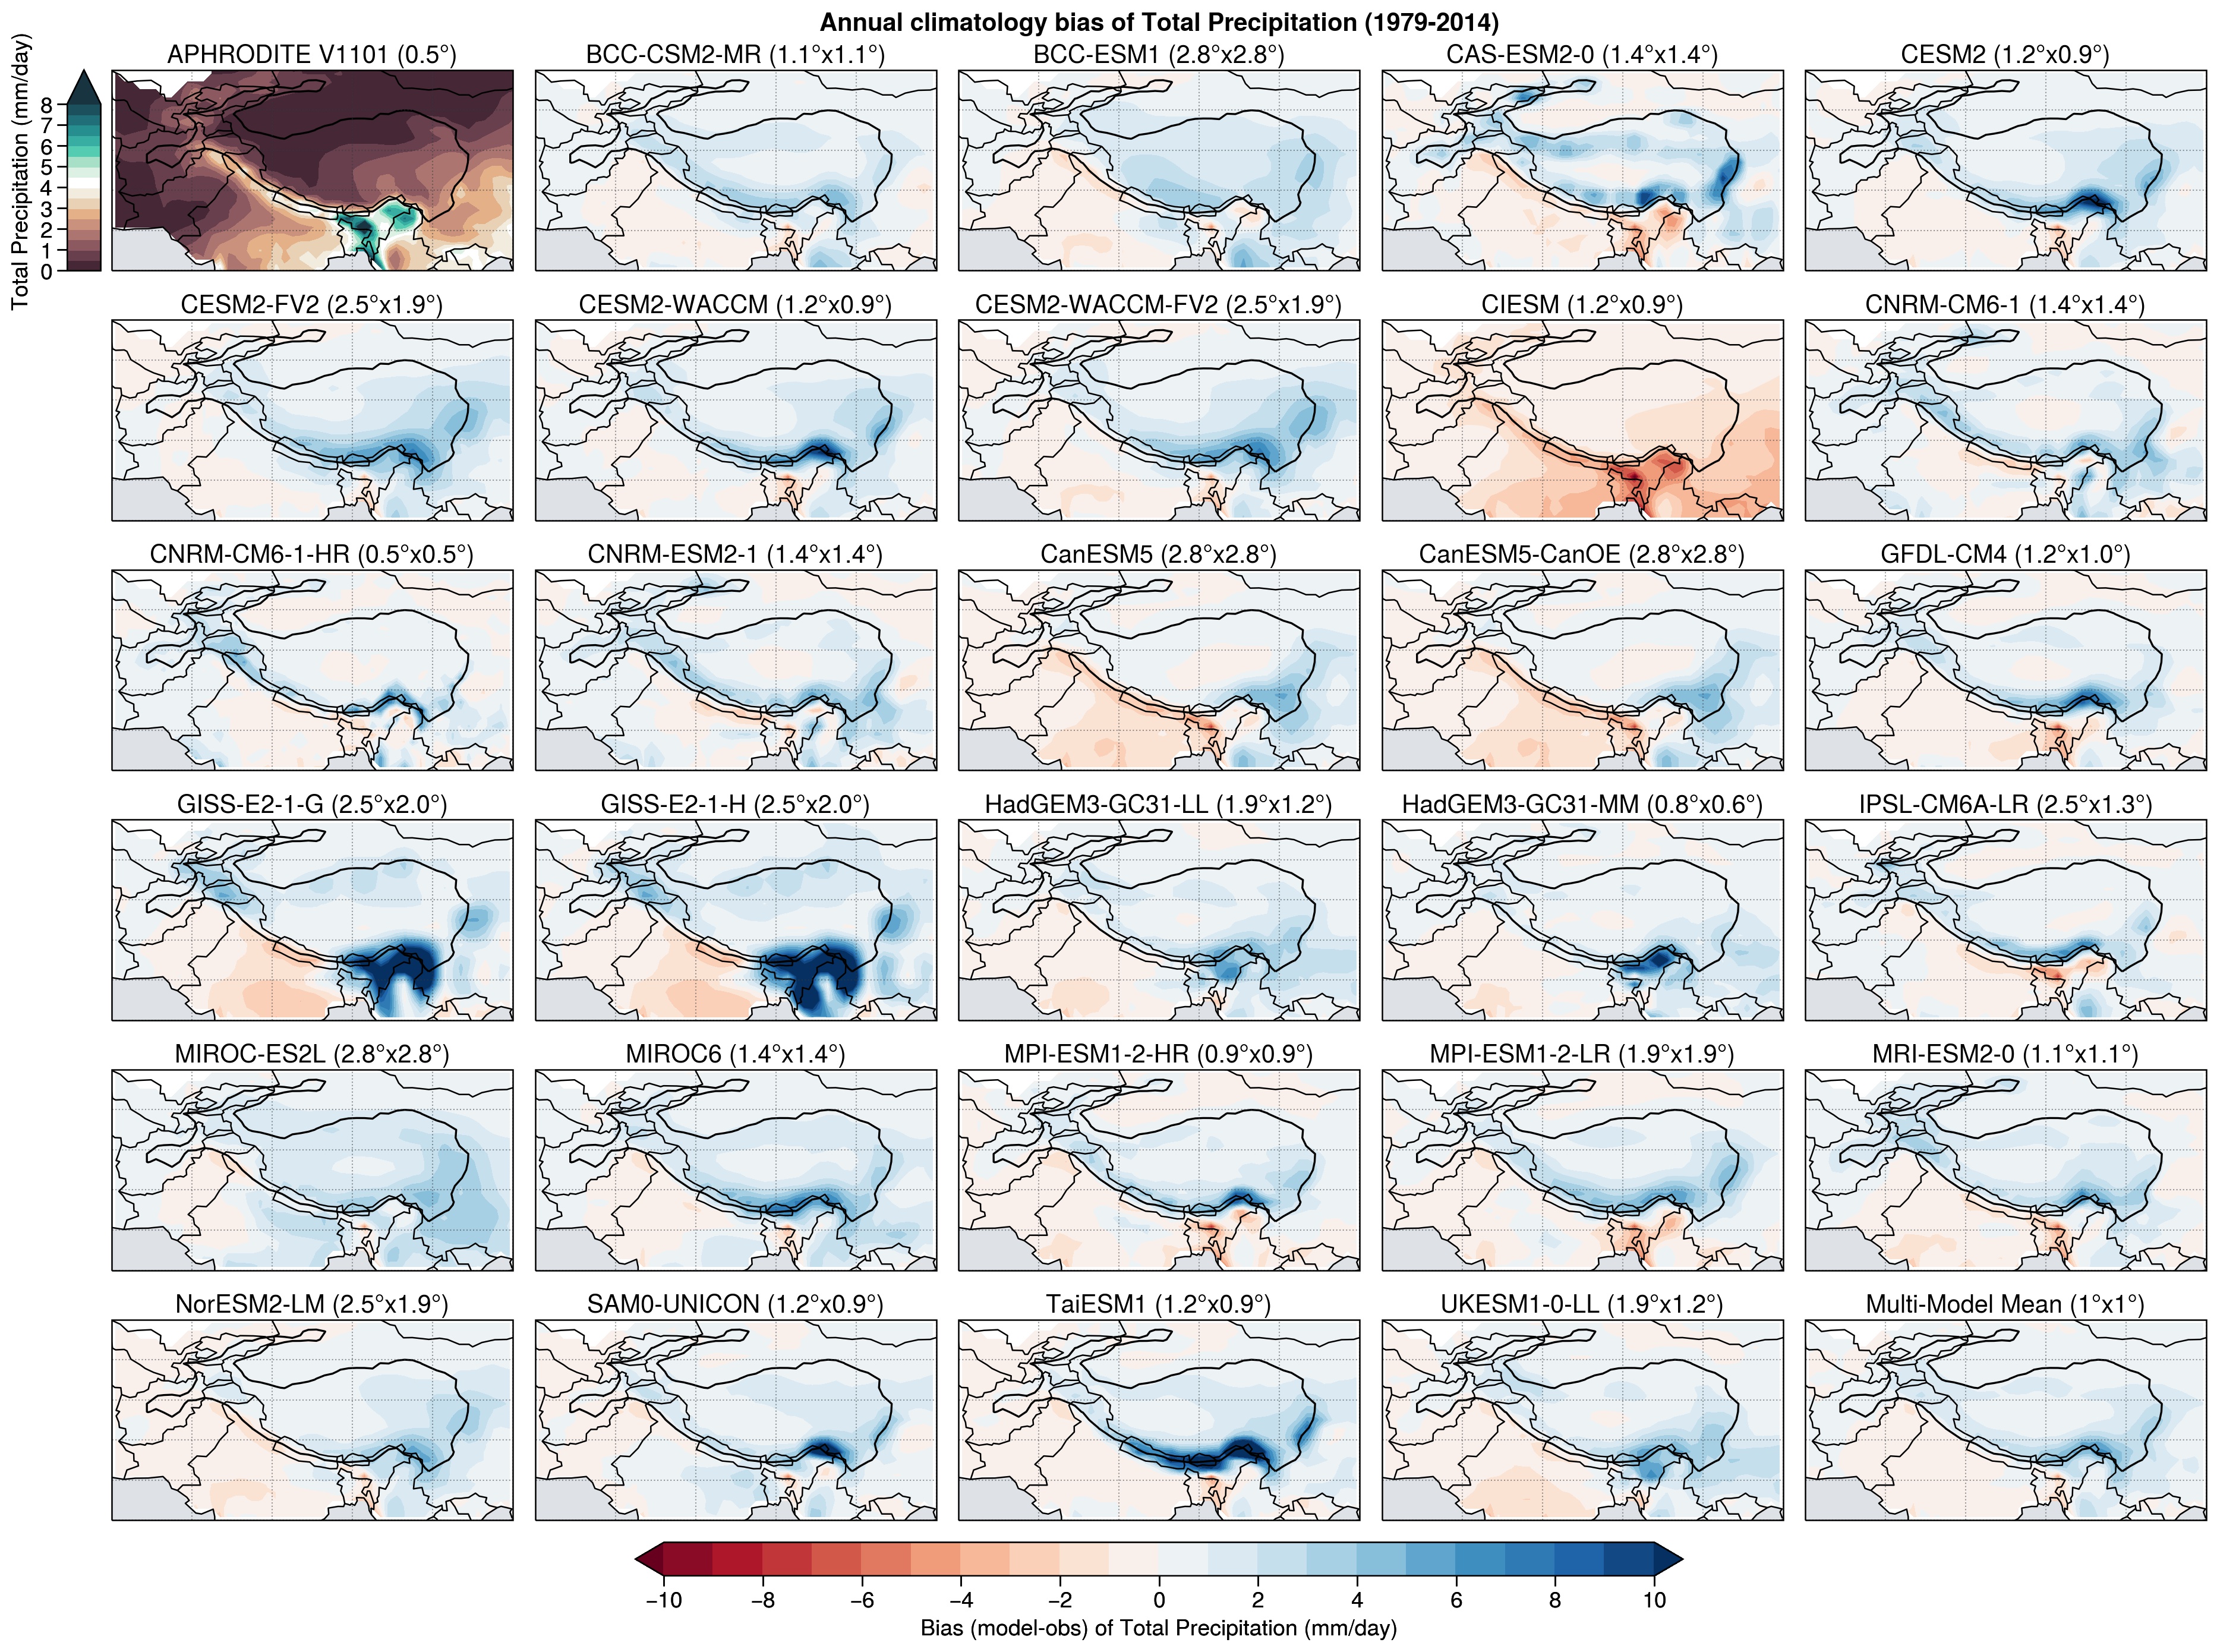 Annual climatology bias of Total Precipitation (1979-2014)
APHRODITE V1101 (0.5°)
BCC-CSM2-MR (1.1°x1.1°)
BCC-ESM1 (2.8°x2.8°)
CAS-ESM2-0 (1.4°x1.4°)
CESM2 (1.2°x0.9°)
Total Precipitation (mm/day)
8
7
6
5
4
3
2
1
0
CESM2-FV2 (2.5°x1.9°)
CESM2-WACCM (1.2°x0.9°)
CESM2-WACCM-FV2 (2.5°x1.9°)
CIESM (1.2°x0.9°)
CNRM-CM6-1 (1.4°x1.4°)
CNRM-CM6-1-HR (0.5°x0.5°)
CNRM-ESM2-1 (1.4°x1.4°)
CanESM5 (2.8°x2.8°)
CanESM5-CanOE (2.8°x2.8°)
GFDL-CM4 (1.2°x1.0°)
GISS-E2-1-G (2.5°x2.0°)
GISS-E2-1-H (2.5°x2.0°)
HadGEM3-GC31-LL (1.9°x1.2°)
HadGEM3-GC31-MM (0.8°x0.6°)
IPSL-CM6A-LR (2.5°x1.3°)
MIROC-ES2L (2.8°x2.8°)
MIROC6 (1.4°x1.4°)
MPI-ESM1-2-HR (0.9°x0.9°)
MPI-ESM1-2-LR (1.9°x1.9°)
MRI-ESM2-0 (1.1°x1.1°)
NorESM2-LM (2.5°x1.9°)
SAM0-UNICON (1.2°x0.9°)
TaiESM1 (1.2°x0.9°)
UKESM1-0-LL (1.9°x1.2°)
Multi-Model Mean (1°x1°)
−10 −8 −6 −4 −2 0 2 4 6 8 10
Bias (model-obs) of Total Precipitation (mm/day)